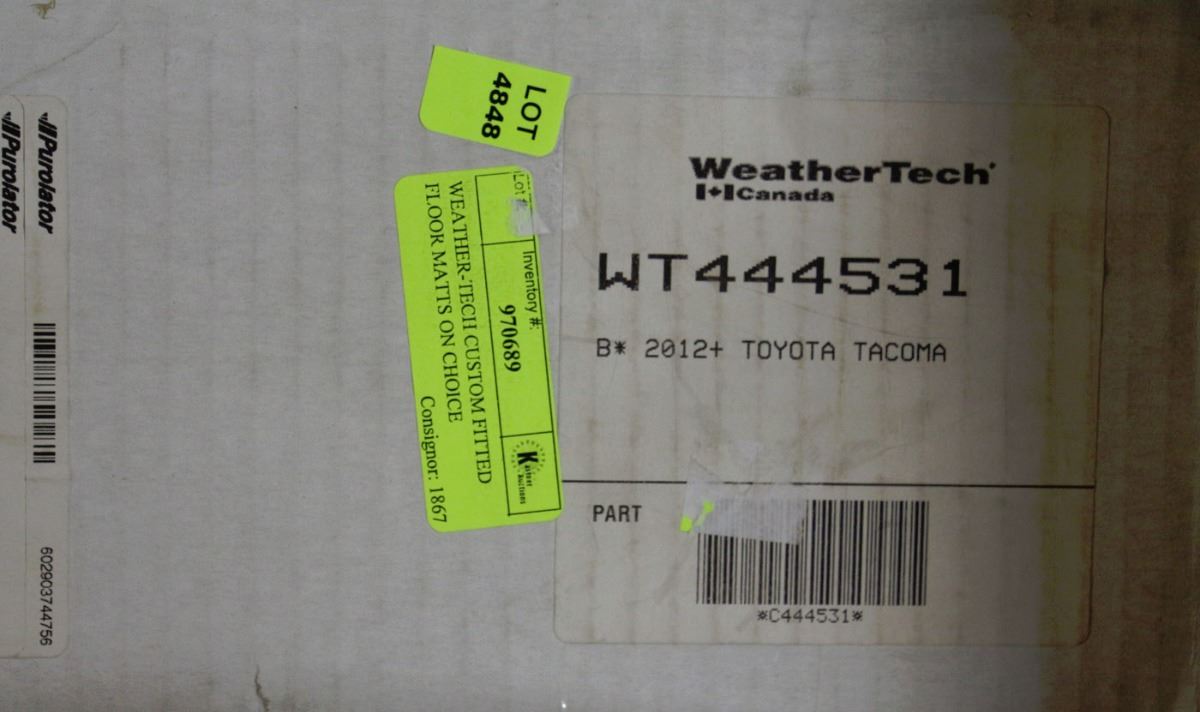 Purolator
Purolator
602903744756
LOT
4848
Lot #:
Inventory #:
970689
WEATHER-TECH CUSTOM FITTED
FLOOR MATTS ON CHOICE
Consignor: 1867
WeatherTech
Canada
WT444531
B* 2012+ TOYOTA TACOMA
PART
*C444531*